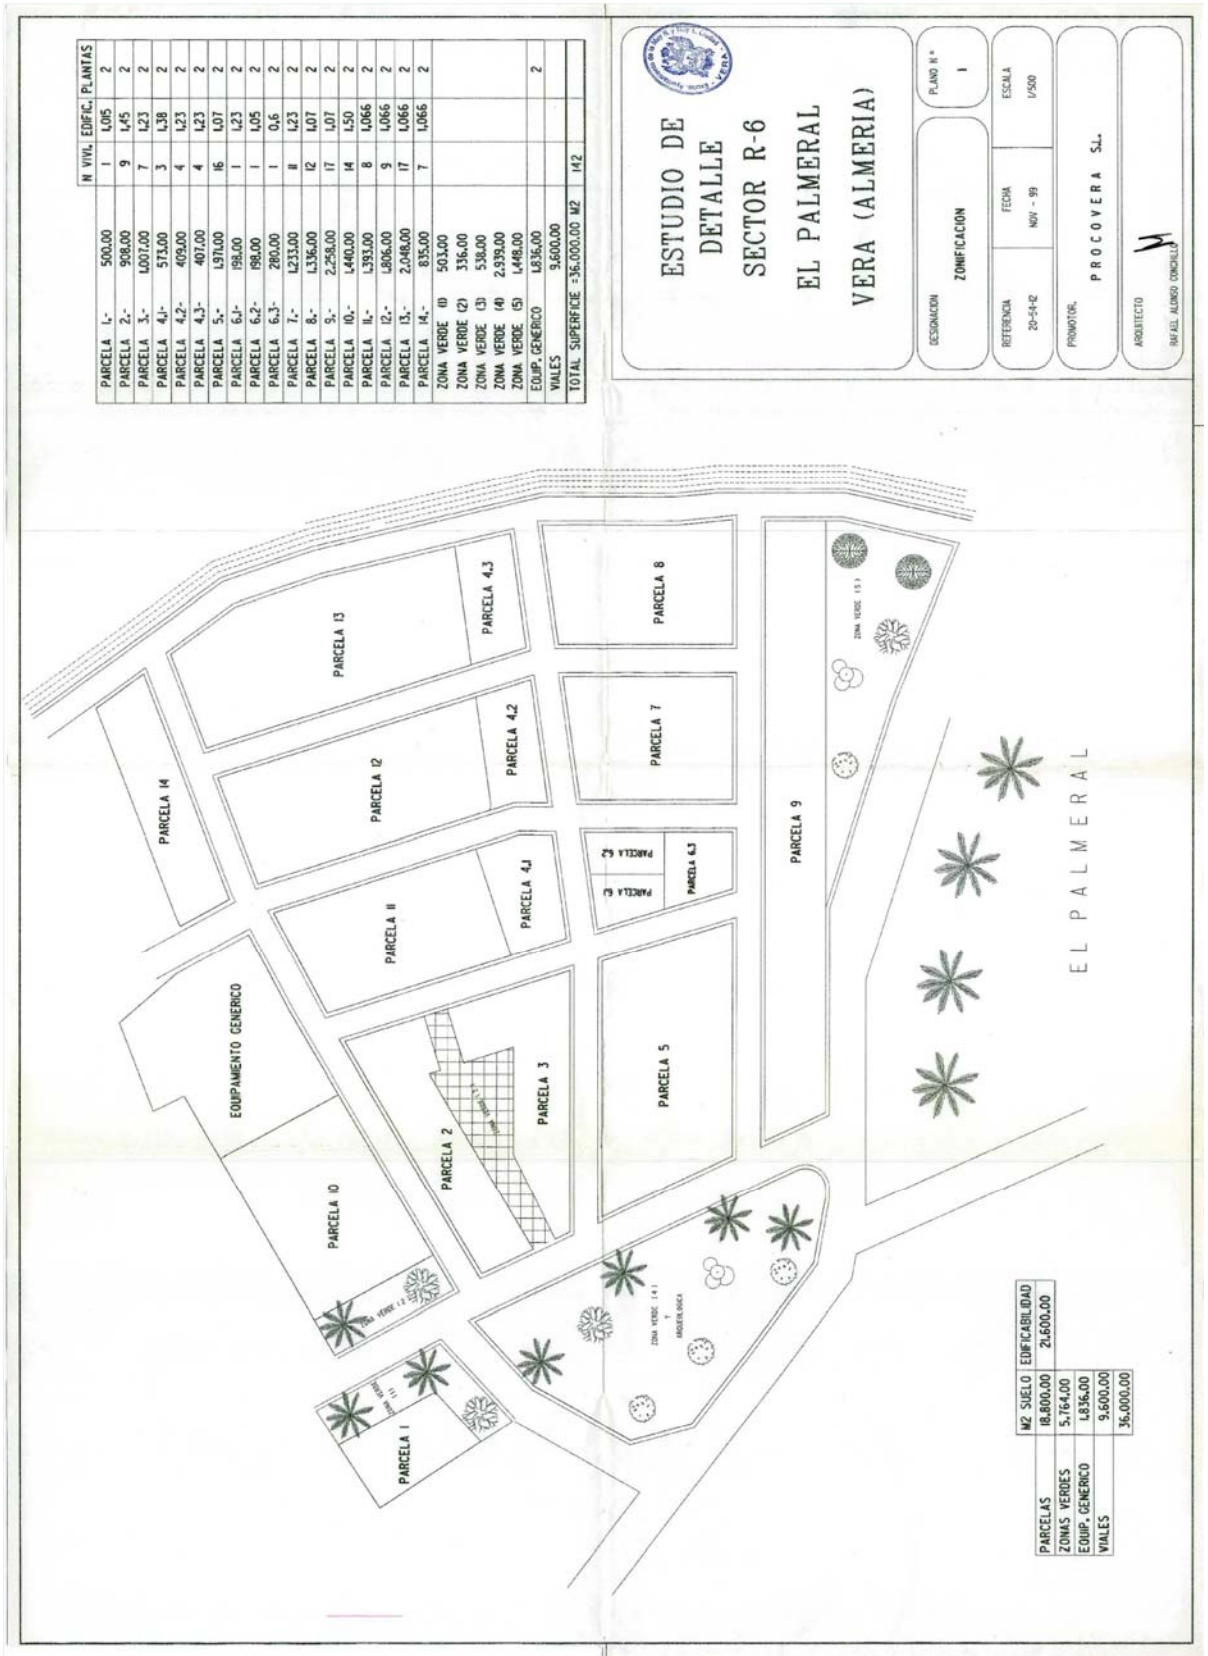 N VIVI. EDIFIC. PLANTAS
PARCELA 1.- 500,00 1 1,015 2
PARCELA 2.- 908,00 9 1,45 2
PARCELA 3.- 1,007,00 7 1,23 2
PARCELA 4.1- 573,00 3 1,38 2
PARCELA 4.2- 409,00 4 1,23 2
PARCELA 4.3- 407,00 4 1,23 2
PARCELA 5.- 1,971,00 16 1,07 2
PARCELA 6.1- 198,00 1 1,23 2
PARCELA 6.2- 198,00 1 1,05 2
PARCELA 6.3- 280,00 1 0,6 2
PARCELA 7.- 1,233,00 11 1,23 2
PARCELA 8.- 1,336,00 12 1,07 2
PARCELA 9.- 2,258,00 17 1,07 2
PARCELA 10.- 1,440,00 14 1,50 2
PARCELA 11.- 1,393,00 8 1,066 2
PARCELA 12.- 1,806,00 9 1,066 2
PARCELA 13.- 2,048,00 17 1,066 2
PARCELA 14.- 835,00 7 1,066 2
ZONA VERDE (1) 503,00
ZONA VERDE (2) 336,00
ZONA VERDE (3) 538,00
ZONA VERDE (4) 2,939,00
ZONA VERDE (5) 1,448,00
EQUIP. GENERICO 1,836,00 2
VIALES 9,600,00
TOTAL SUPERFICIE =36,000,00 M2 142
ESTUDIO DE
DETALLE
SECTOR R-6
EL PALMERAL
VERA (ALMERIA)
VERA
DESIGNACION
ZONIFICACION
PLANO Nº
1
REFERENCIA
20-54-12
FECHA
NOV - 99
ESCALA
1/500
PROMOTOR.
PROCOVERA S.L.
ARQUITECTO
RAFAEL ALONSO CONCHILLO
PARCELA 14
PARCELA 13
PARCELA 4.3
PARCELA 12
PARCELA 4.2
PARCELA 11
PARCELA 4.1
PARCELA 8
PARCELA 7
PARCELA 6.2
PARCELA 6.1
PARCELA 6.3
PARCELA 9
ZONA VERDE (5)
EQUIPAMIENTO GENERICO
PARCELA 10
ZONA VERDE (2
PARCELA 2
ZONA VERDE
PARCELA 3
PARCELA 5
PARCELA 1
ZONA VERDE
(1)
ZONA VERDE (4)
Y
ARQUEOLOGICA
EL PALMERAL
M2 SUELO EDIFICABILIDAD
PARCELAS 18,800,00 21,600,00
ZONAS VERDES 5,764,00
EQUIP. GENERICO 1,836,00
VIALES 9,600,00
36,000,00